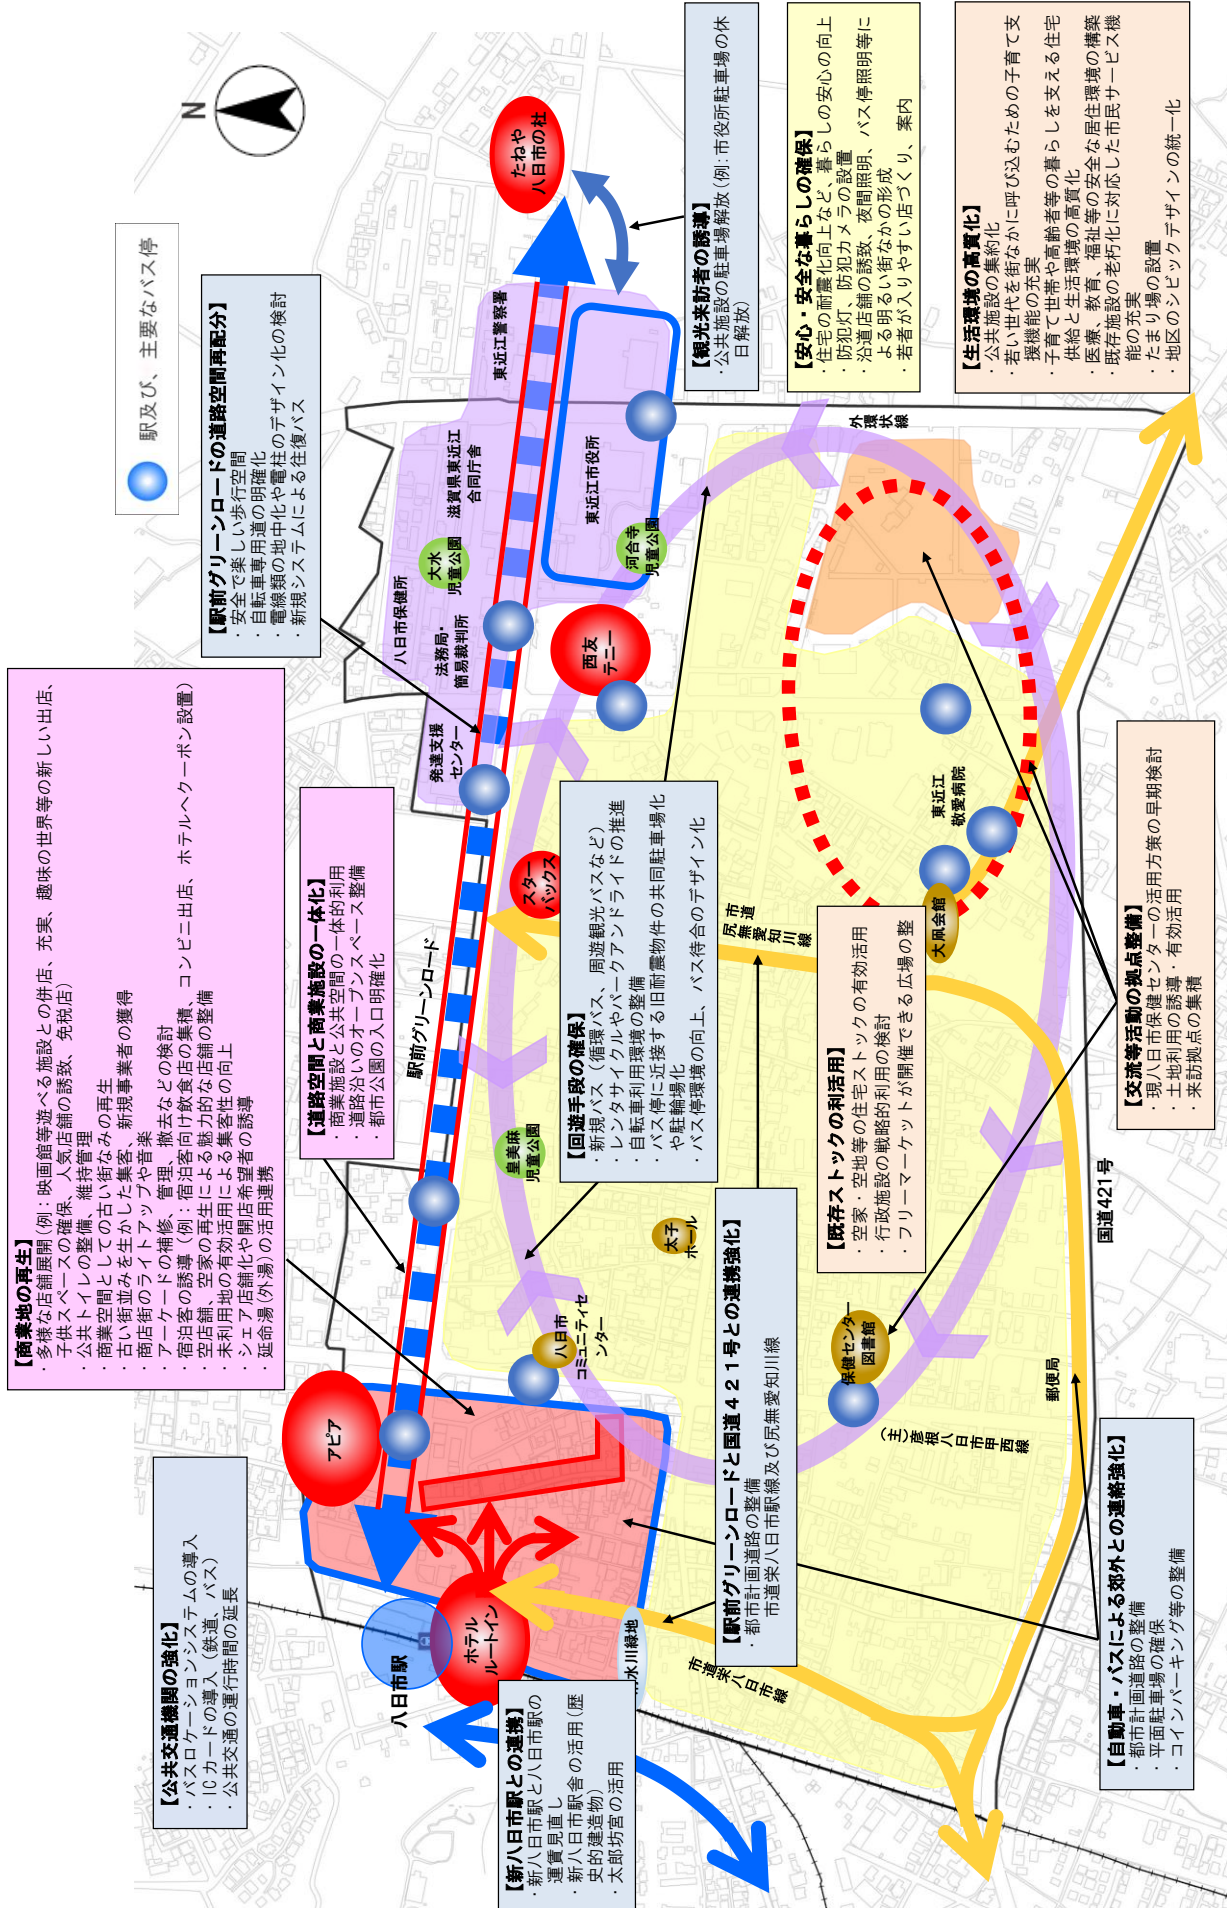 【商業地の再生】
・多様な店舗展開(例：映画館等遊べる施設との併店、充実、趣味の世界等の新しい出店、
子供スペースの確保、人気店舗の誘致、免税店)
・公共トイレの整備、維持管理
・商業空間としての古い街なみの再生
・古い街並みを生かした集客、新規事業者の獲得
・商店街のライトアップや音楽
・アーケードの補修、管理、撤去などの検討
・宿泊客の誘導(例：宿泊客向け飲食店の集積、コンビニ出店、ホテルへクーポン設置)
・空店舗、空家の再生による魅力的な店舗の整備
・未利用地の有効活用による集客性の向上
・シェア店舗化や開店希望者の誘導
・延命湯(外湯)の活用連携
【駅前グリーンロードの道路空間再配分】
・安全で楽しい歩行空間
・自転車専用道の明確化
・電線類の地中化や電柱のデザイン化の検討
・新規システムによる往復バス
駅及び、主要なバス停
N
【公共交通機関の強化】
・バスロケーションシステムの導入
・ICカードの導入(鉄道、バス)
・公共交通の運行時間の延長
【道路空間と商業施設の一体化】
・商業施設と公共空間の一体的利用
・道路沿いのオープンスペース整備
・都市公園の入口明確化
アピア
八日市駅
ホテル
ルートイン
駅前グリーンロード
発達支援
センター
法務局・
簡易裁判所
八日市保健所
大水
児童公園
滋賀県東近江
合同庁舎
東近江警察署
たねや
八日市の杜
東近江市役所
河合寺
児童公園
西友
テニー
スター
バックス
皇美麻
児童公園
八日市
コミュニティセ
ンター
太子
ホール
市道
尻無愛知川線
大凧会館
東近江
敬愛病院
外環状線
保健センター
図書館
(主)彦根八日市甲西線
郵便局
国道421号
市道栄八日市線
水川緑地
【新八日市駅との連携】
・新八日市駅と八日市駅の
運賃見直し
・新八日市駅舎の活用(歴
史的建造物)
・太郎坊宮の活用
【回遊手段の確保】
・新規バス(循環バス、周遊観光バスなど)
・レンタサイクルやパークアンドライドの推進
・自転車利用環境の整備
・バス停に近接する旧耐震物件の共同駐車場化
や駐輪場化
・バス停環境の向上、バス待合のデザイン化
【観光来訪者の誘導】
・公共施設の駐車場解放(例:市役所駐車場の休
日解放)
【駅前グリーンロードと国道４２１号との連携強化】
・都市計画道路の整備
市道栄八日市駅線及び尻無愛知川線
【既存ストックの利活用】
・空家・空地等の住宅ストックの有効活用
・行政施設の戦略的利用の検討
・フリーマーケットが開催できる広場の整
【安心・安全な暮らしの確保】
・住宅の耐震化向上など、暮らしの安心の向上
・防犯灯、防犯カメラの設置
・沿道店舗の誘致、夜間照明、バス停照明等に
よる明るい街なかの形成
・若者が入りやすい店づくり、案内
【生活環境の高質化】
・公共施設の集約化
・若い世代を街なかに呼び込むための子育て支
援機能の充実
・子育て世帯や高齢者等の暮らしを支える住宅
供給と生活環境の高質化
・医療、教育、福祉等の安全な居住環境の構築
・既存施設の老朽化に対応した市民サービス機
能の充実
・たまり場の設置
・地区のシビックデザインの統一化
【自動車・バスによる郊外との連絡強化】
・都市計画道路の整備
平面駐車場の確保
・コインパーキング等の整備
【交流等活動の拠点整備】
・現八日市保健センターの活用方策の早期検討
・土地利用の誘導・有効活用
・来訪拠点の集積